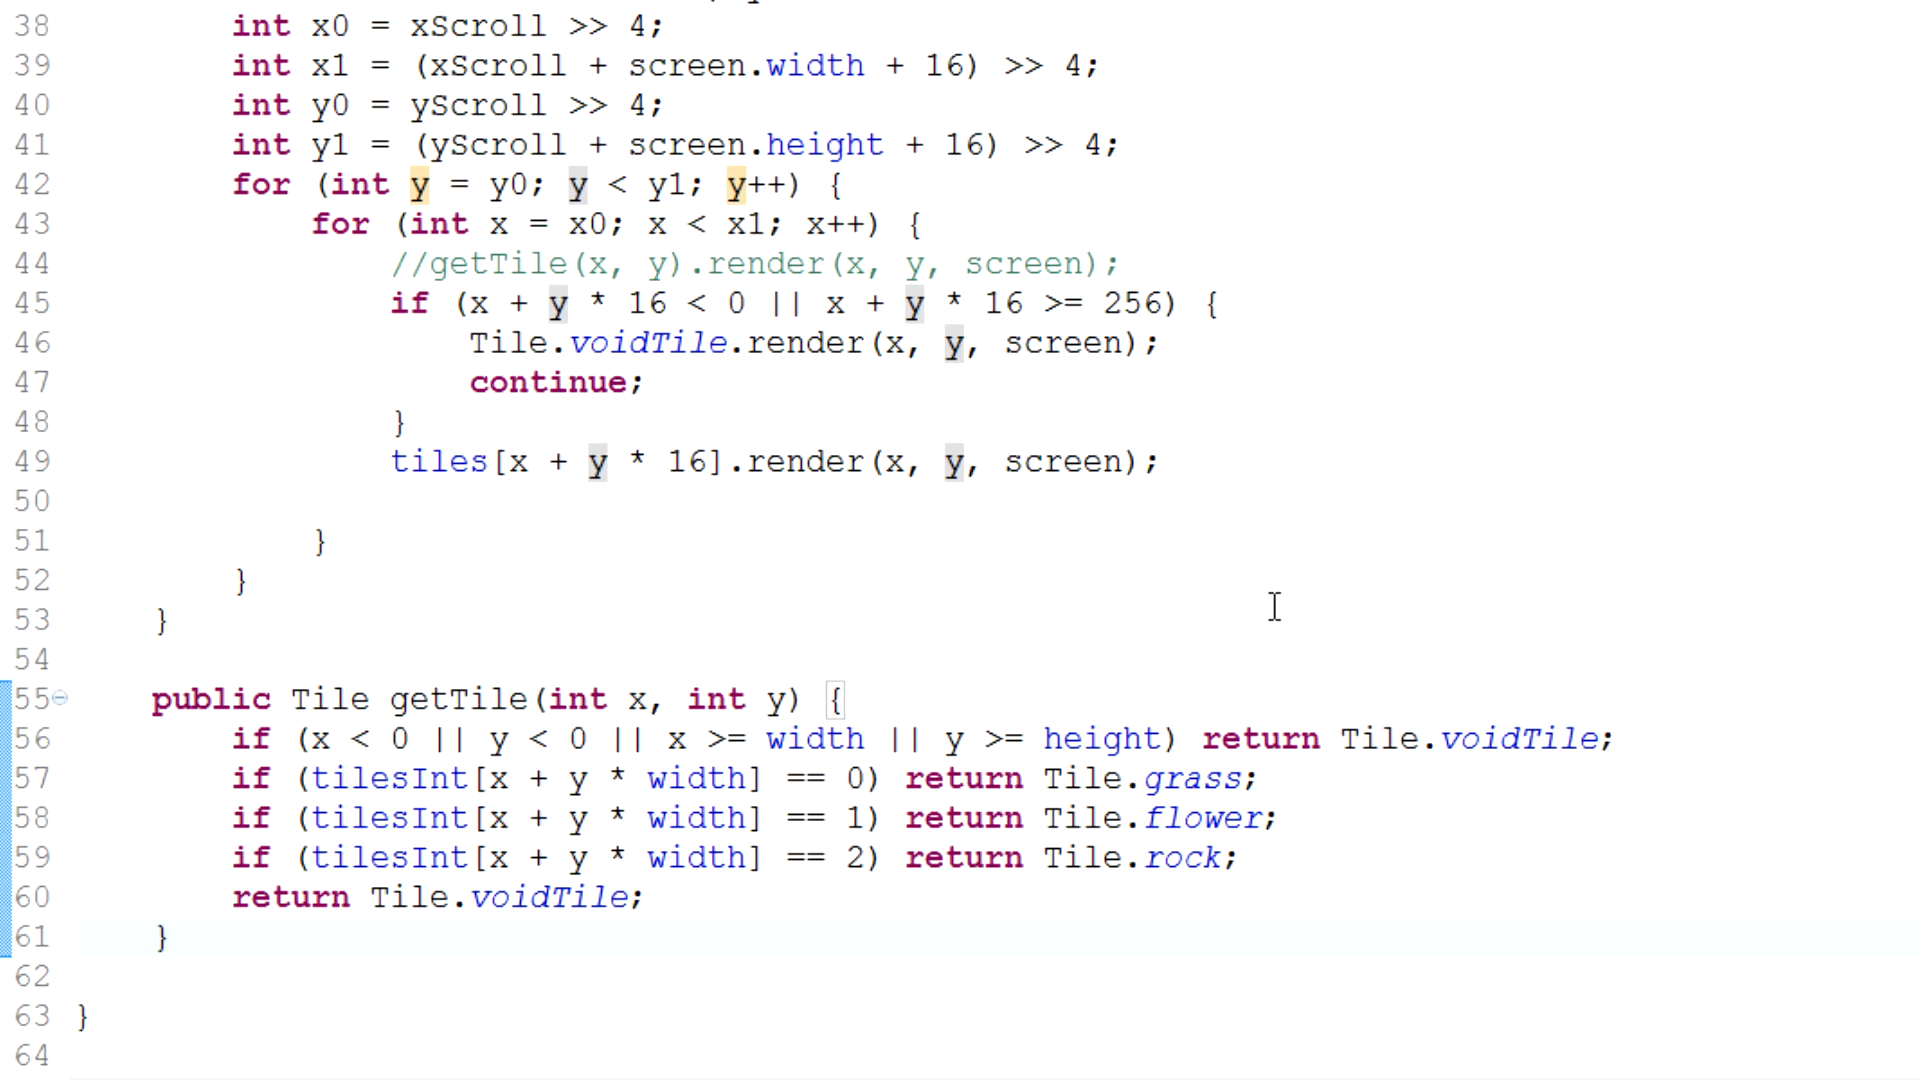 38 int x0 = xScroll >> 4;
39 int x1 = (xScroll + screen.width + 16) >> 4;
40 int y0 = yScroll >> 4;
41 int y1 = (yScroll + screen.height + 16) >> 4;
42 for (int y = y0; y < y1; y++) {
43 for (int x = x0; x < x1; x++) {
44 //getTile(x, y).render(x, y, screen);
45 if (x + y * 16 < 0 || x + y * 16 >= 256) {
46 Tile.voidTile.render(x, y, screen);
47 continue;
48 }
49 tiles[x + y * 16].render(x, y, screen);
50
51 }
52 }
53 }
54
55 public Tile getTile(int x, int y) {
56 if (x < 0 || y < 0 || x >= width || y >= height) return Tile.voidTile;
57 if (tilesInt[x + y * width] == 0) return Tile.grass;
58 if (tilesInt[x + y * width] == 1) return Tile.flower;
59 if (tilesInt[x + y * width] == 2) return Tile.rock;
60 return Tile.voidTile;
61 }
62
63 }
64